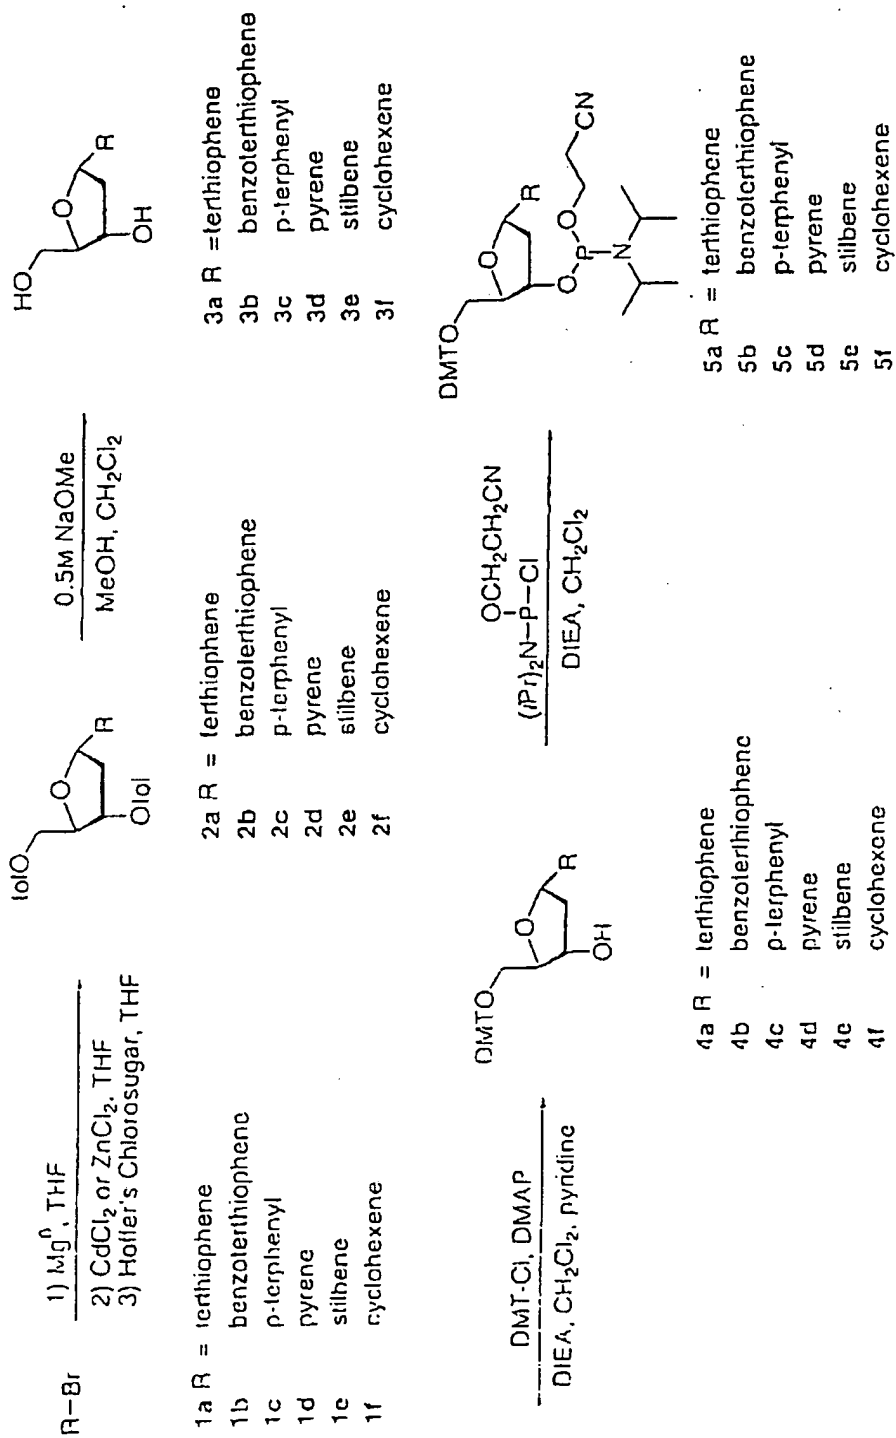 R–Br
1) Mgⁿ, THF
2) CdCl₂ or ZnCl₂, THF
3) Hoffer's Chlorosugar, THF
tolO
O
R
Otol
0.5M NaOMe
MeOH, CH₂Cl₂
HO
O
R
OH
1a R = terthiophene
1b benzoterthiophene
1c p-terphenyl
1d pyrene
1e stilbene
1f cyclohexene
2a R = terthiophene
2b benzoterthiophene
2c p-terphenyl
2d pyrene
2e stilbene
2f cyclohexene
3a R =terthiophene
3b benzoterthiophene
3c p-terphenyl
3d pyrene
3e stilbene
3f cyclohexene
DMT-Cl, DMAP
DIEA, CH₂Cl₂, pyridine
DMTO
O
R
OH
OCH₂CH₂CN
(iPr)₂N–P–Cl
DIEA, CH₂Cl₂
DMTO
O
R
O
P
O
CN
N
4a R = terthiophene
4b benzoterthiophene
4c p-terphenyl
4d pyrene
4e stilbene
4f cyclohexene
5a R = terthiophene
5b benzoterthiophene
5c p-terphenyl
5d pyrene
5e stilbene
5f cyclohexene